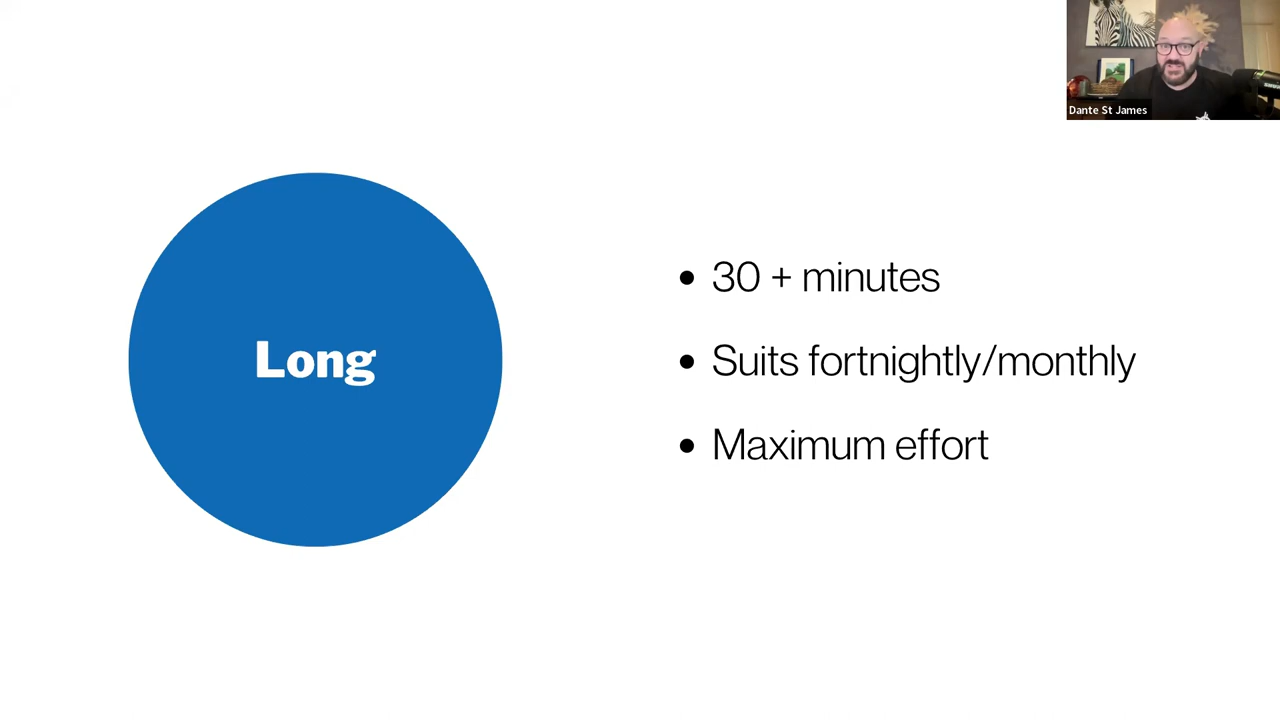 Dante St James
Long
30 + minutes
Suits fortnightly/monthly
Maximum effort